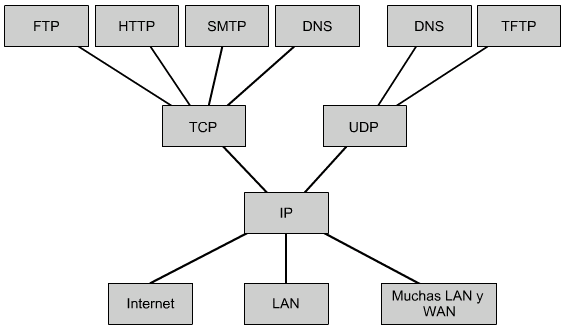 FTP
HTTP
SMTP
DNS
DNS
TFTP
TCP
UDP
IP
Internet
LAN
Muchas LAN y
WAN